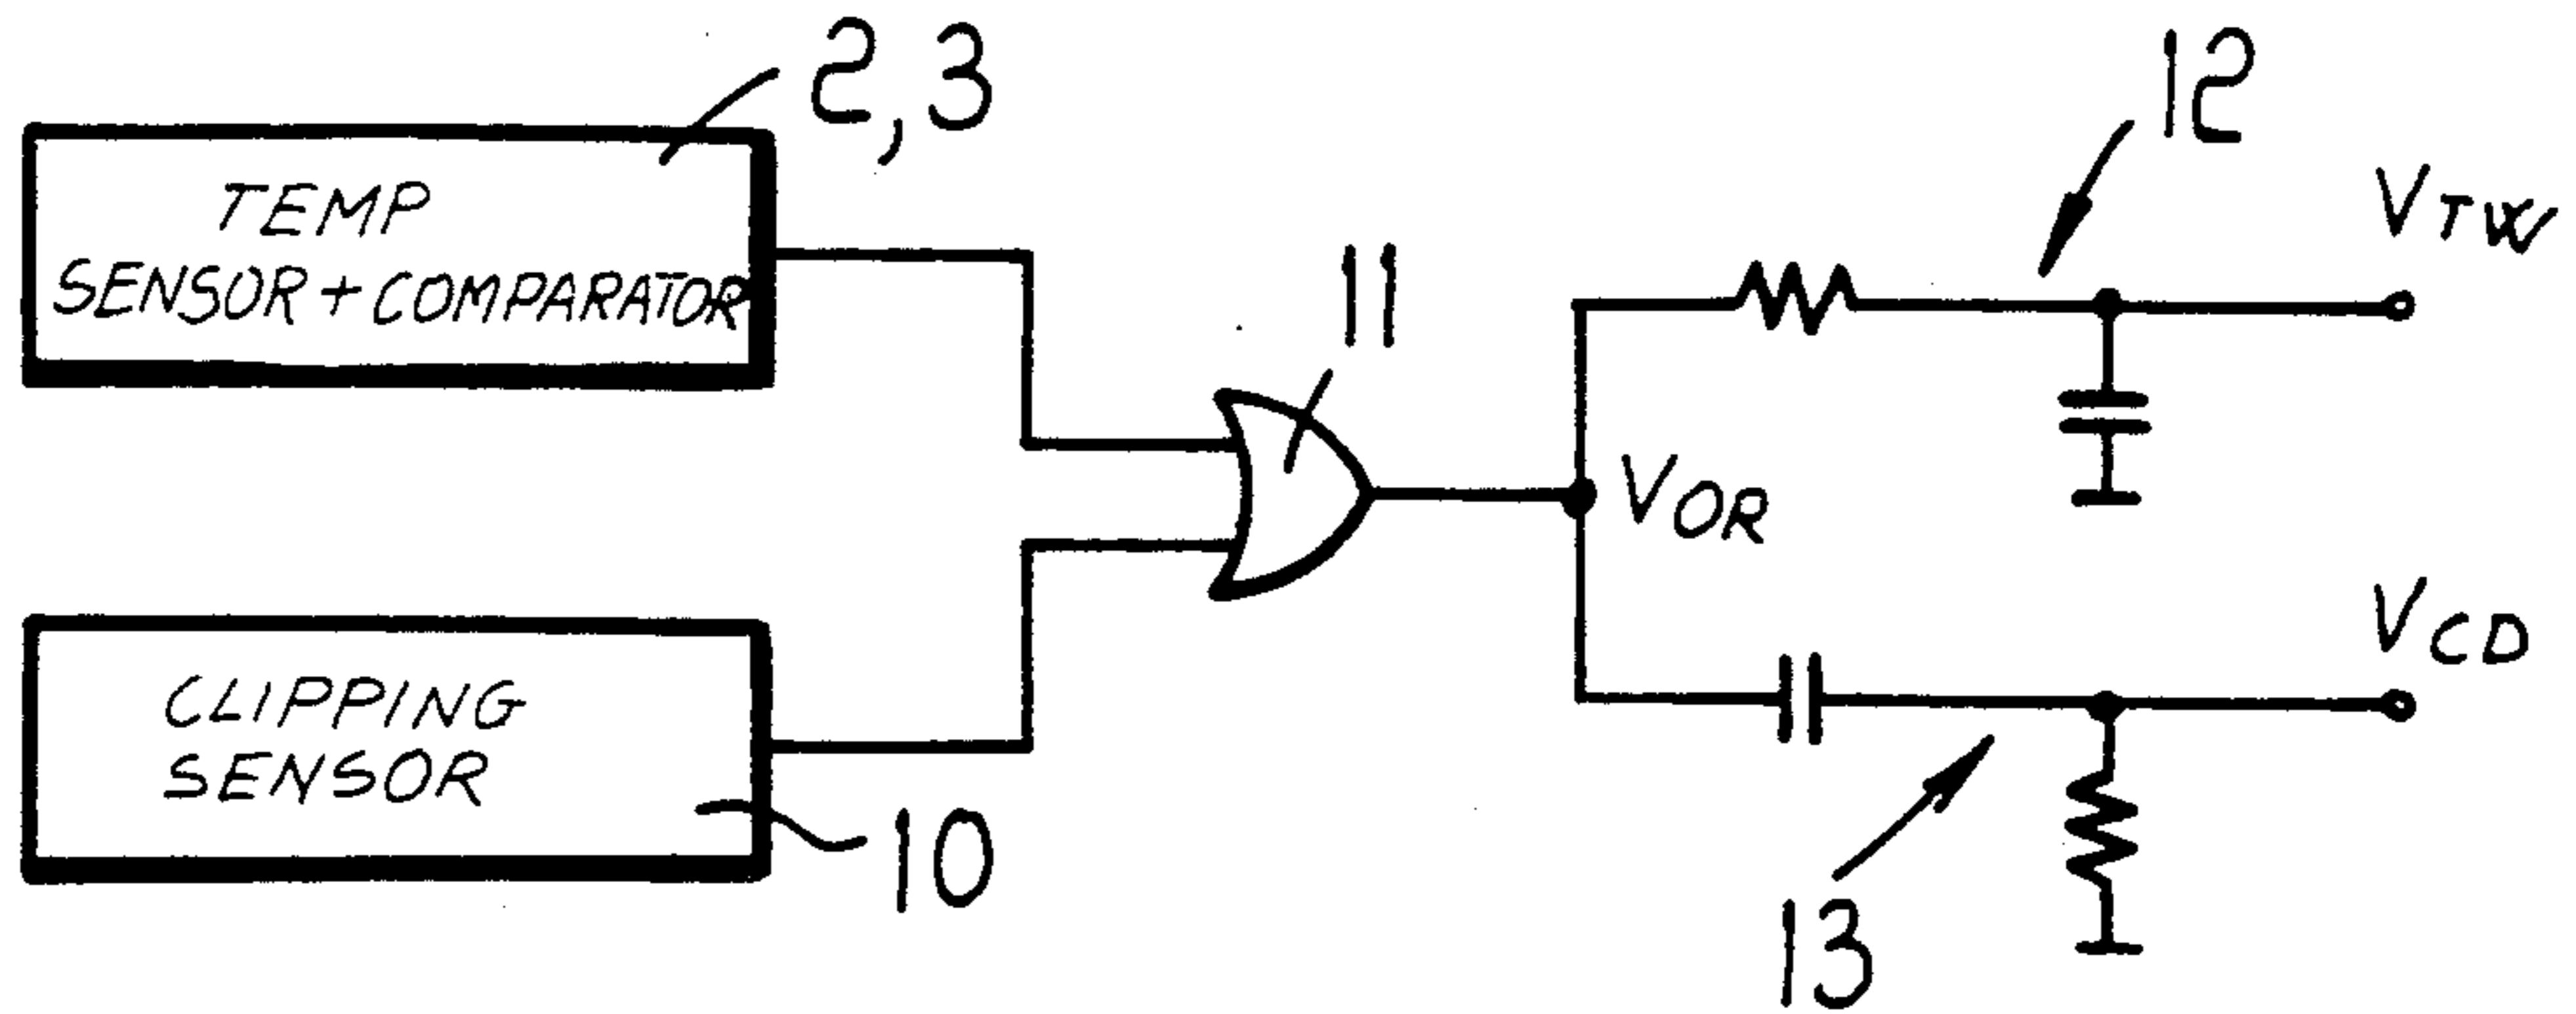 2,3
TEMP
SENSOR + COMPARATOR
12
VTW
11
VOR
VCD
CLIPPING
SENSOR
10
13